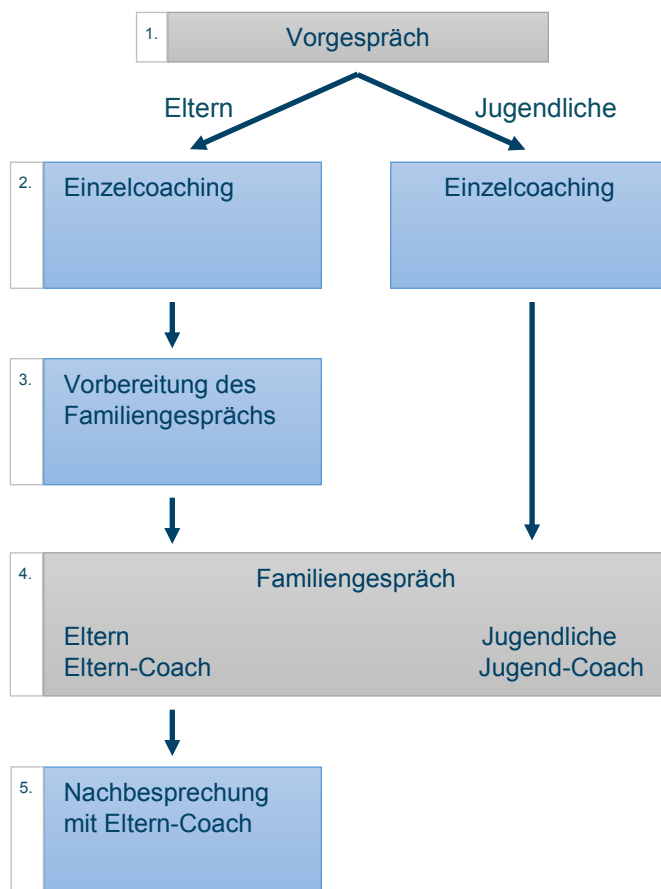 1.
Vorgespräch
Eltern
Jugendliche
2.
Einzelcoaching
Einzelcoaching
3.
Vorbereitung des
Familiengesprächs
4.
Familiengespräch
Eltern
Eltern-Coach
Jugendliche
Jugend-Coach
5.
Nachbesprechung
mit Eltern-Coach